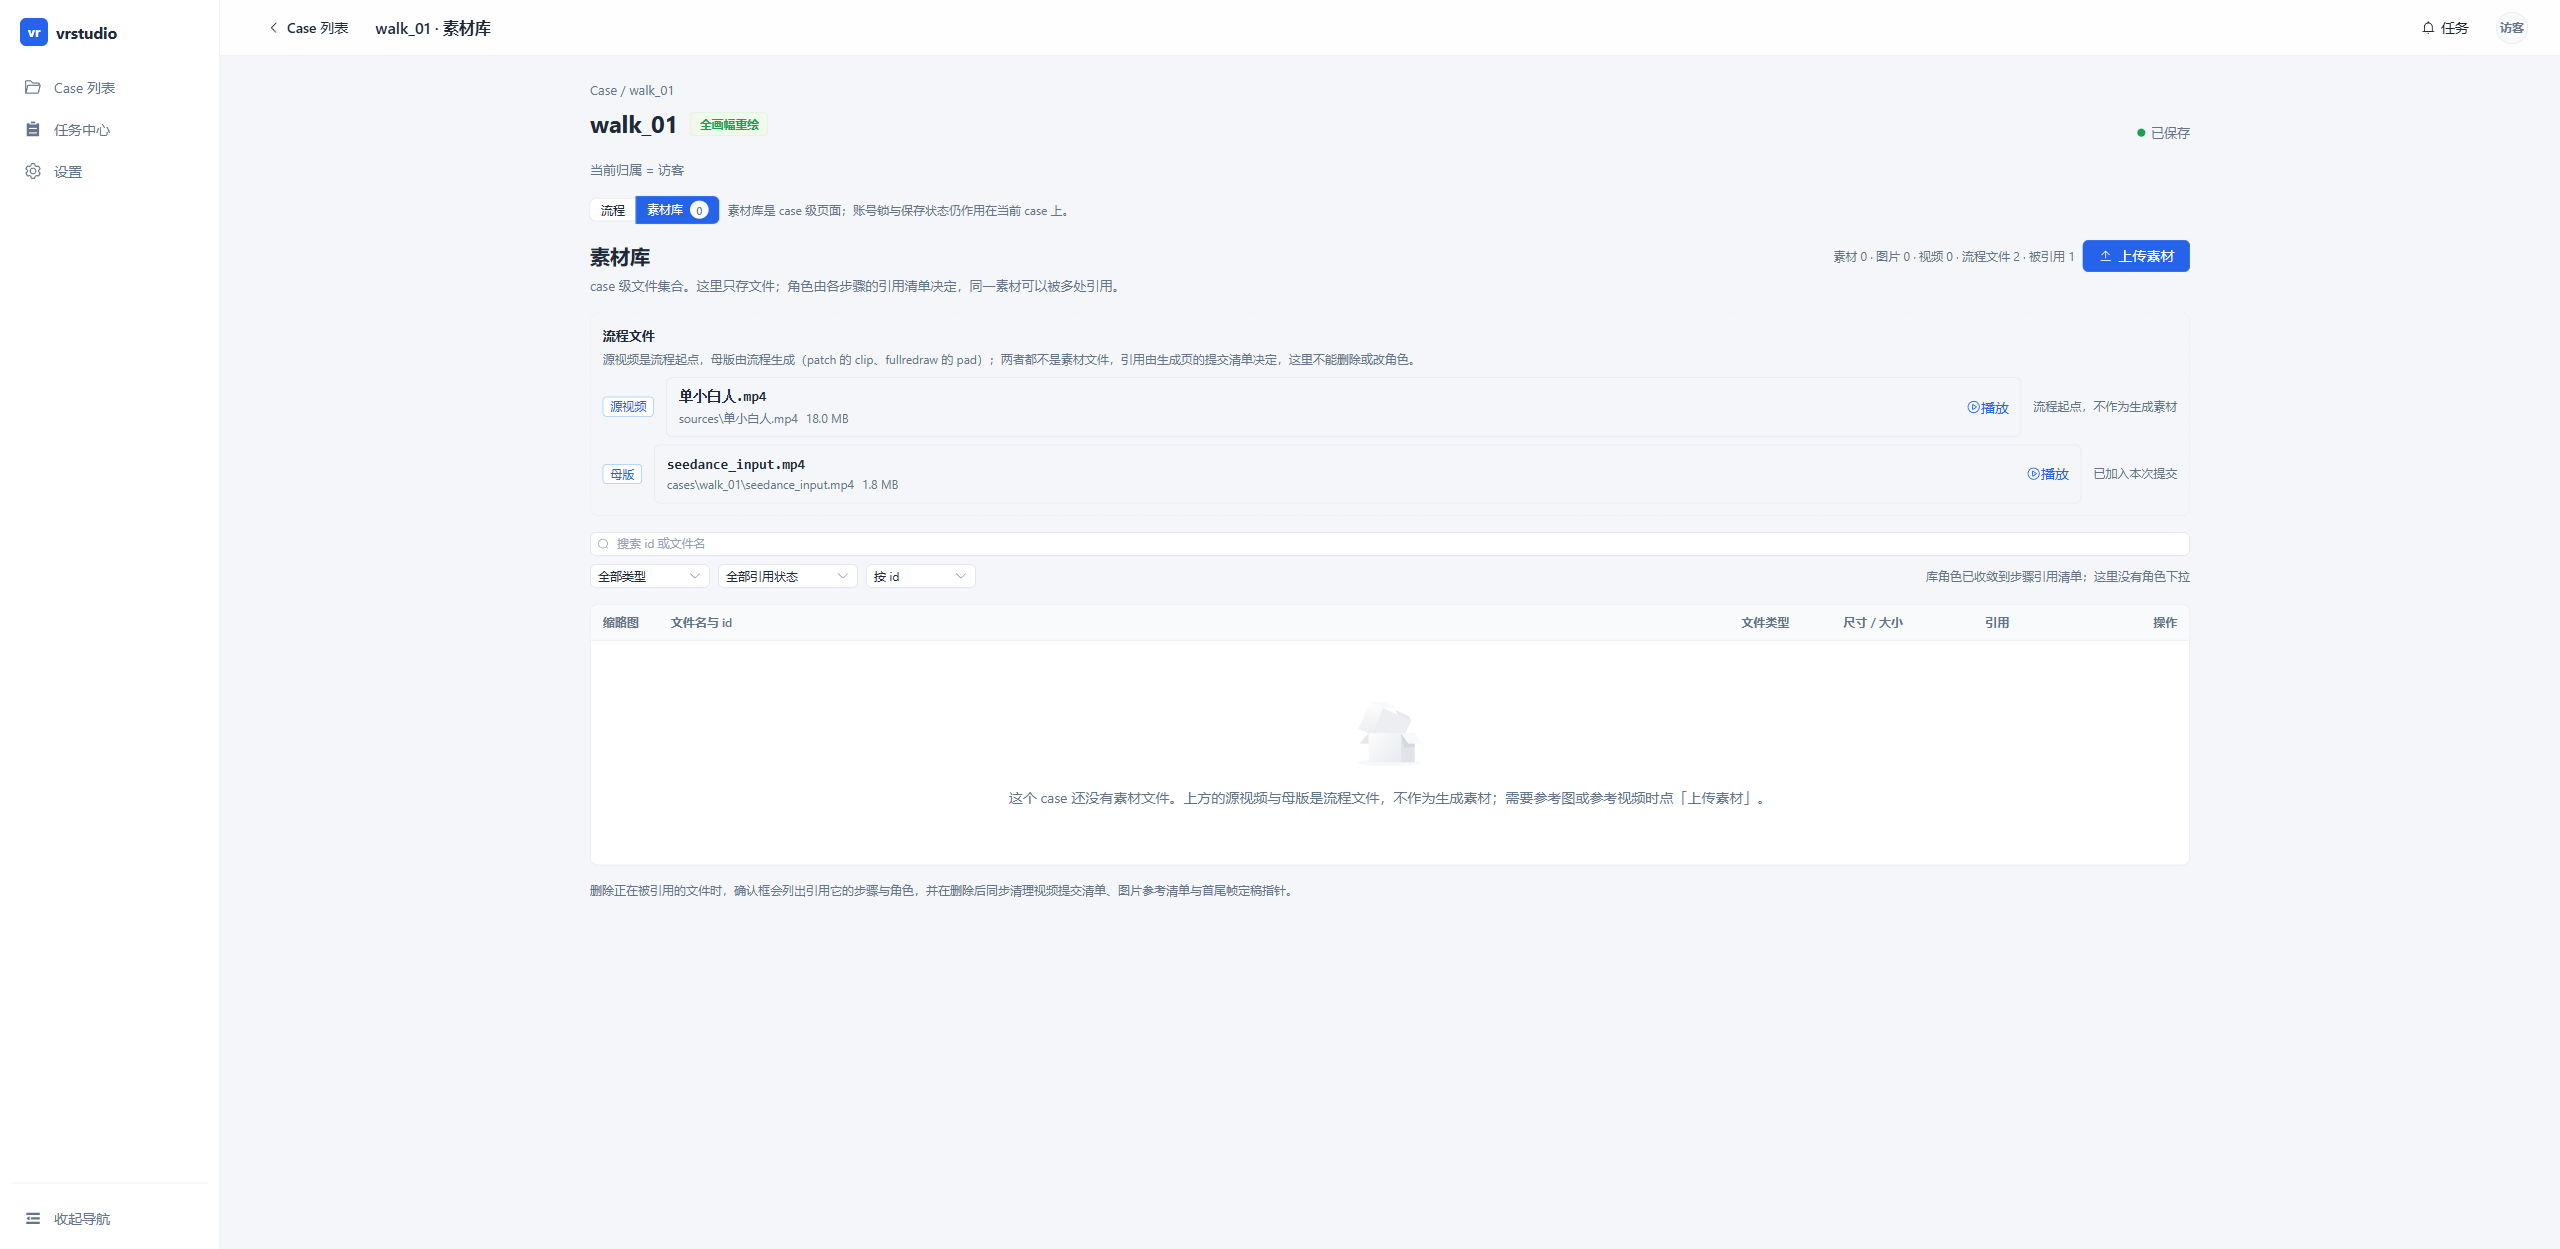 vr vrstudio
Case 列表
任务中心
设置
收起导航
Case 列表 walk_01 · 素材库
任务 访客
Case / walk_01
walk_01 全画幅重绘
已保存
当前归属 = 访客
流程 素材库 0 素材库是 case 级页面；账号锁与保存状态仍作用在当前 case 上。
素材库
素材 0 · 图片 0 · 视频 0 · 流程文件 2 · 被引用 1 上传素材
case 级文件集合。这里只存文件；角色由各步骤的引用清单决定，同一素材可以被多处引用。
流程文件
源视频是流程起点，母版由流程生成（patch 的 clip、fullredraw 的 pad）；两者都不是素材文件，引用由生成页的提交清单决定，这里不能删除或改角色。
源视频 单小白人.mp4 播放 流程起点，不作为生成素材
sources\单小白人.mp4 18.0 MB
母版 seedance_input.mp4 播放 已加入本次提交
cases\walk_01\seedance_input.mp4 1.8 MB
搜索 id 或文件名
全部类型 全部引用状态 按 id 库角色已收敛到步骤引用清单；这里没有角色下拉
缩略图 文件名与 id 文件类型 尺寸 / 大小 引用 操作
这个 case 还没有素材文件。上方的源视频与母版是流程文件，不作为生成素材；需要参考图或参考视频时点「上传素材」。
删除正在被引用的文件时，确认框会列出引用它的步骤与角色，并在删除后同步清理视频提交清单、图片参考清单与首尾帧定稿指针。